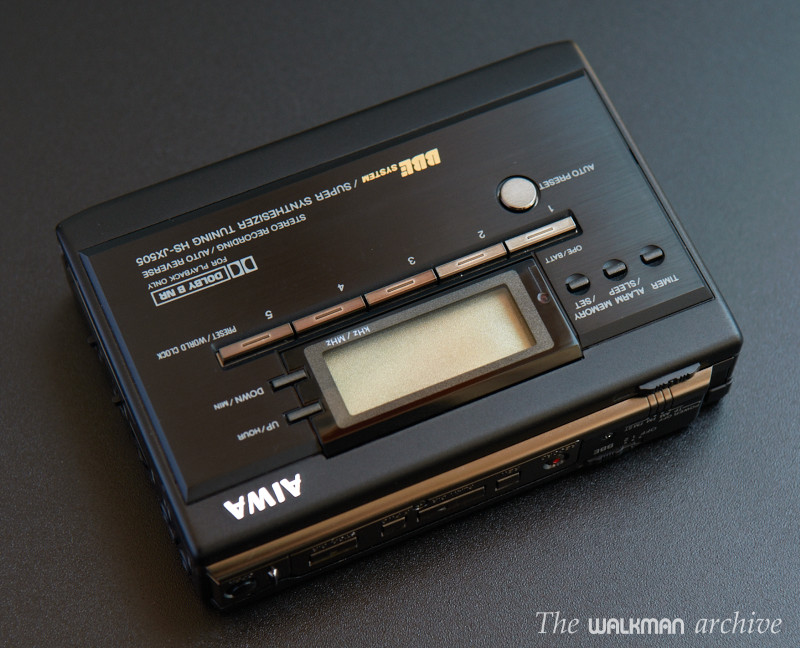 AIWA
UP / HOUR
DOWN / MIN
KHz / MHz
PRESET / WORLD CLOCK
5
4
3
2
1
OPE / BATT
TIMER
ALARM / SLEEP
MEMORY / SET
AUTO PRESET
DOLBY B NR
FOR PLAYBACK ONLY
STEREO RECORDING / AUTO REVERSE
BBE SYSTEM / SUPER SYNTHESIZER TUNING HS-JX505
BBE
The WALKMAN archive